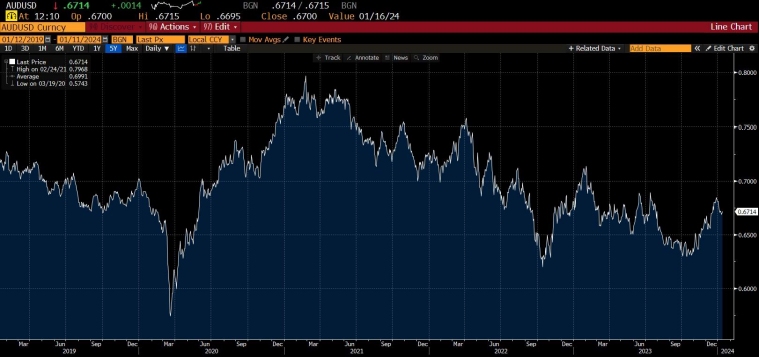 AUDUSD ↓ .6714 +.0014 BGN .6714 / .6715 BGN
At 12:10 Op .6700 Hi .6715 Lo .6695 Close .6700 Value 01/16/24
AUDUSD Curncy 96 Actions 97 Edit Line Chart
01/12/2019 - 01/11/2024 BGN Last Px Local CCY Mov Avgs Key Events
1D 3D 1M 6M YTD 1Y 5Y Max Daily Table + Related Data Add Data « Edit Chart
Track Annotate News Zoom
Last Price 0.6714
High on 02/24/21 0.7968
Average 0.6991
Low on 03/19/20 0.5743
0.8000
0.7500
0.7000
0.6714
0.6500
0.6000
Mar Jun Sep Dec Mar Jun Sep Dec Mar Jun Sep Dec Mar Jun Sep Dec Mar Jun Sep Dec
2019 2020 2021 2022 2023 2024